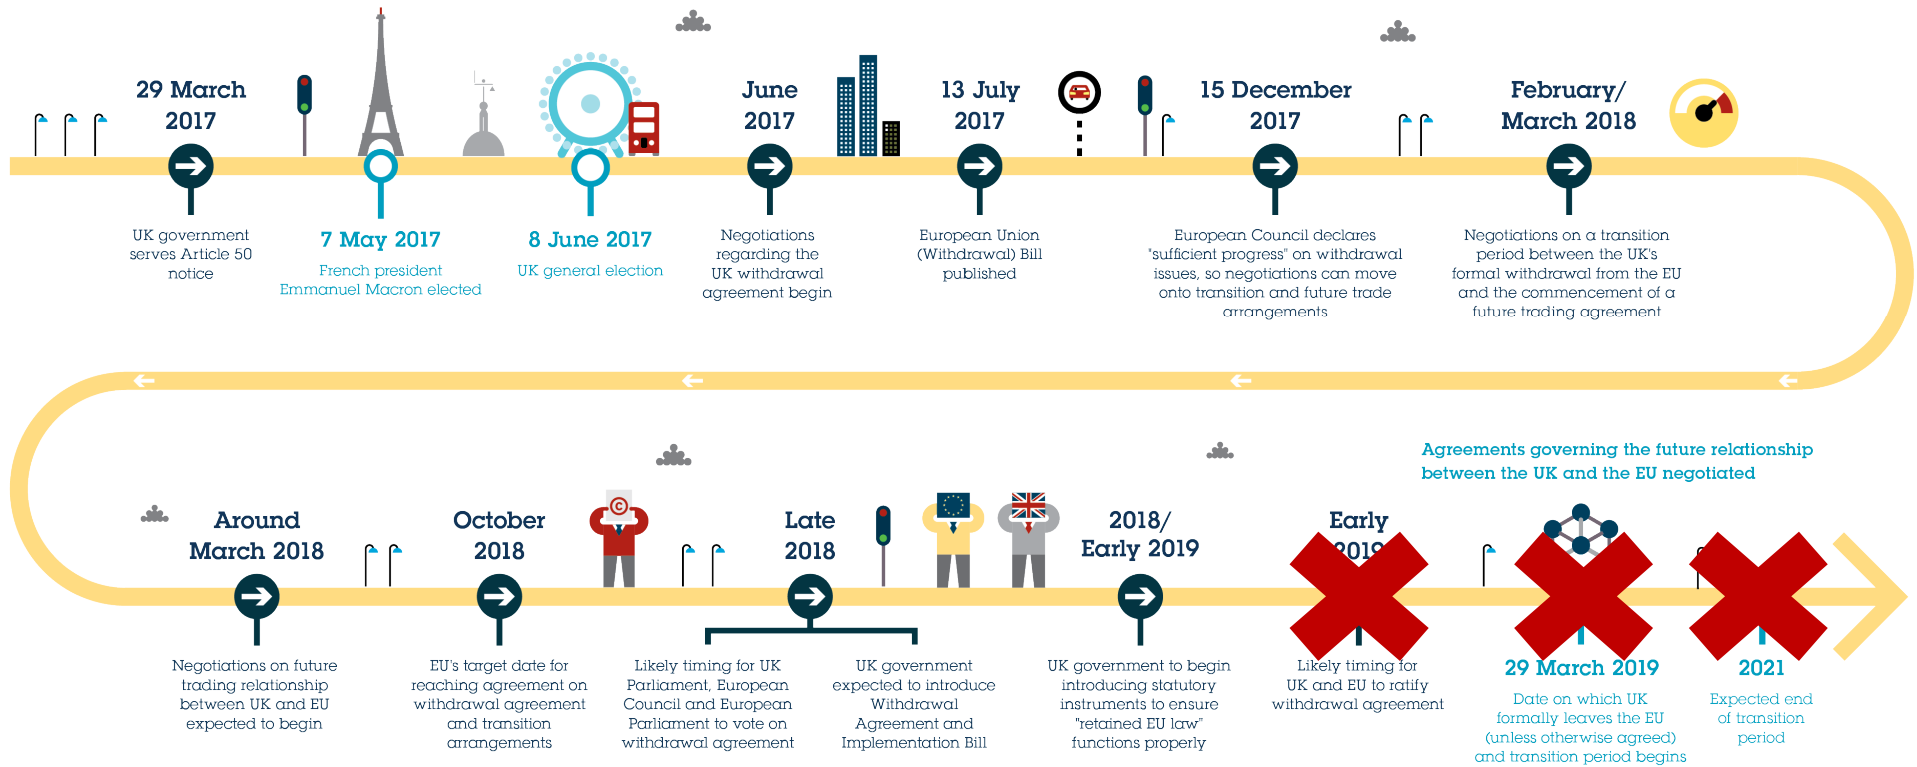 29 March
2017
UK government
serves Article 50
notice
7 May 2017
French president
Emmanuel Macron elected
8 June 2017
UK general election
June
2017
Negotiations
regarding the
UK withdrawal
agreement begin
13 July
2017
European Union
(Withdrawal) Bill
published
15 December
2017
European Council declares
"sufficient progress" on withdrawal
issues, so negotiations can move
onto transition and future trade
arrangements
February/
March 2018
Negotiations on a transition
period between the UK's
formal withdrawal from the EU
and the commencement of a
future trading agreement
Around
March 2018
Negotiations on future
trading relationship
between UK and EU
expected to begin
October
2018
EU's target date for
reaching agreement on
withdrawal agreement
and transition
arrangements
C
Late
2018
Likely timing for UK
Parliament, European
Council and European
Parliament to vote on
withdrawal agreement
UK government
expected to introduce
Withdrawal
Agreement and
Implementation Bill
2018/
Early 2019
UK government to begin
introducing statutory
instruments to ensure
"retained EU law"
functions properly
Early
2019
Likely timing for
UK and EU to ratify
withdrawal agreement
Agreements governing the future relationship
between the UK and the EU negotiated
29 March 2019
Date on which UK
formally leaves the EU
(unless otherwise agreed)
and transition period begins
2021
Expected end
of transition
period